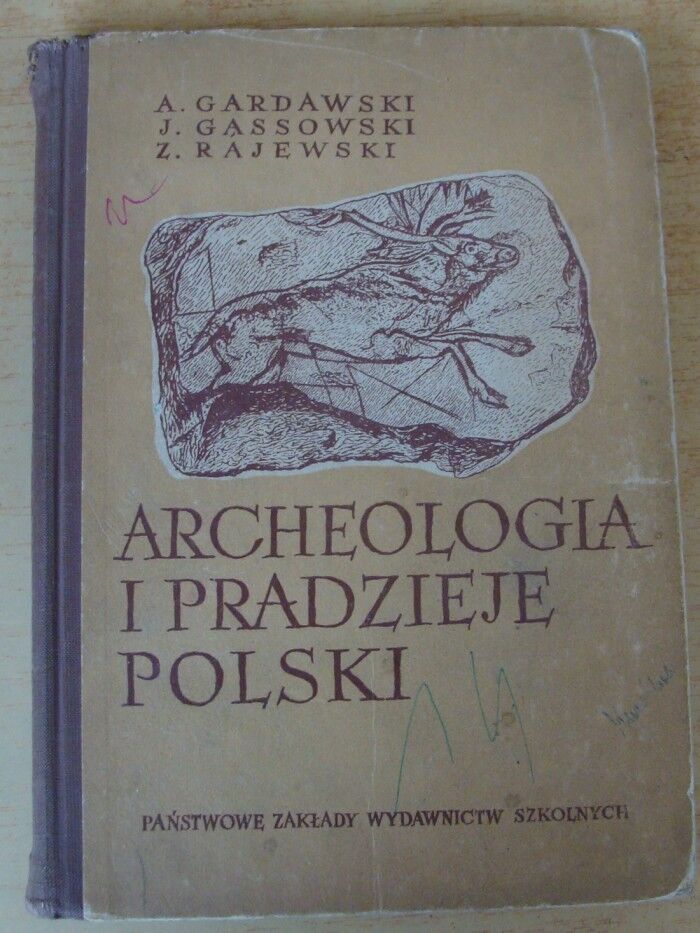 A. GARDAWSKI
J. GĄSSOWSKI
Z. RAJEWSKI
ARCHEOLOGIA
I PRADZIEJE
POLSKI
PAŃSTWOWE ZAKŁADY WYDAWNICTW SZKOLNYCH